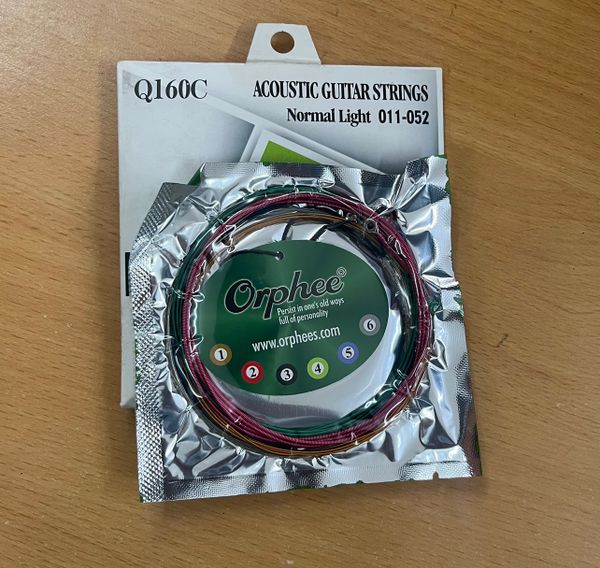 Q160C
ACOUSTIC GUITAR STRINGS
Normal Light 011-052
Orphee®
Persist in one's old ways
full of personality
www.orphees.com
1 2 3 4 5 6